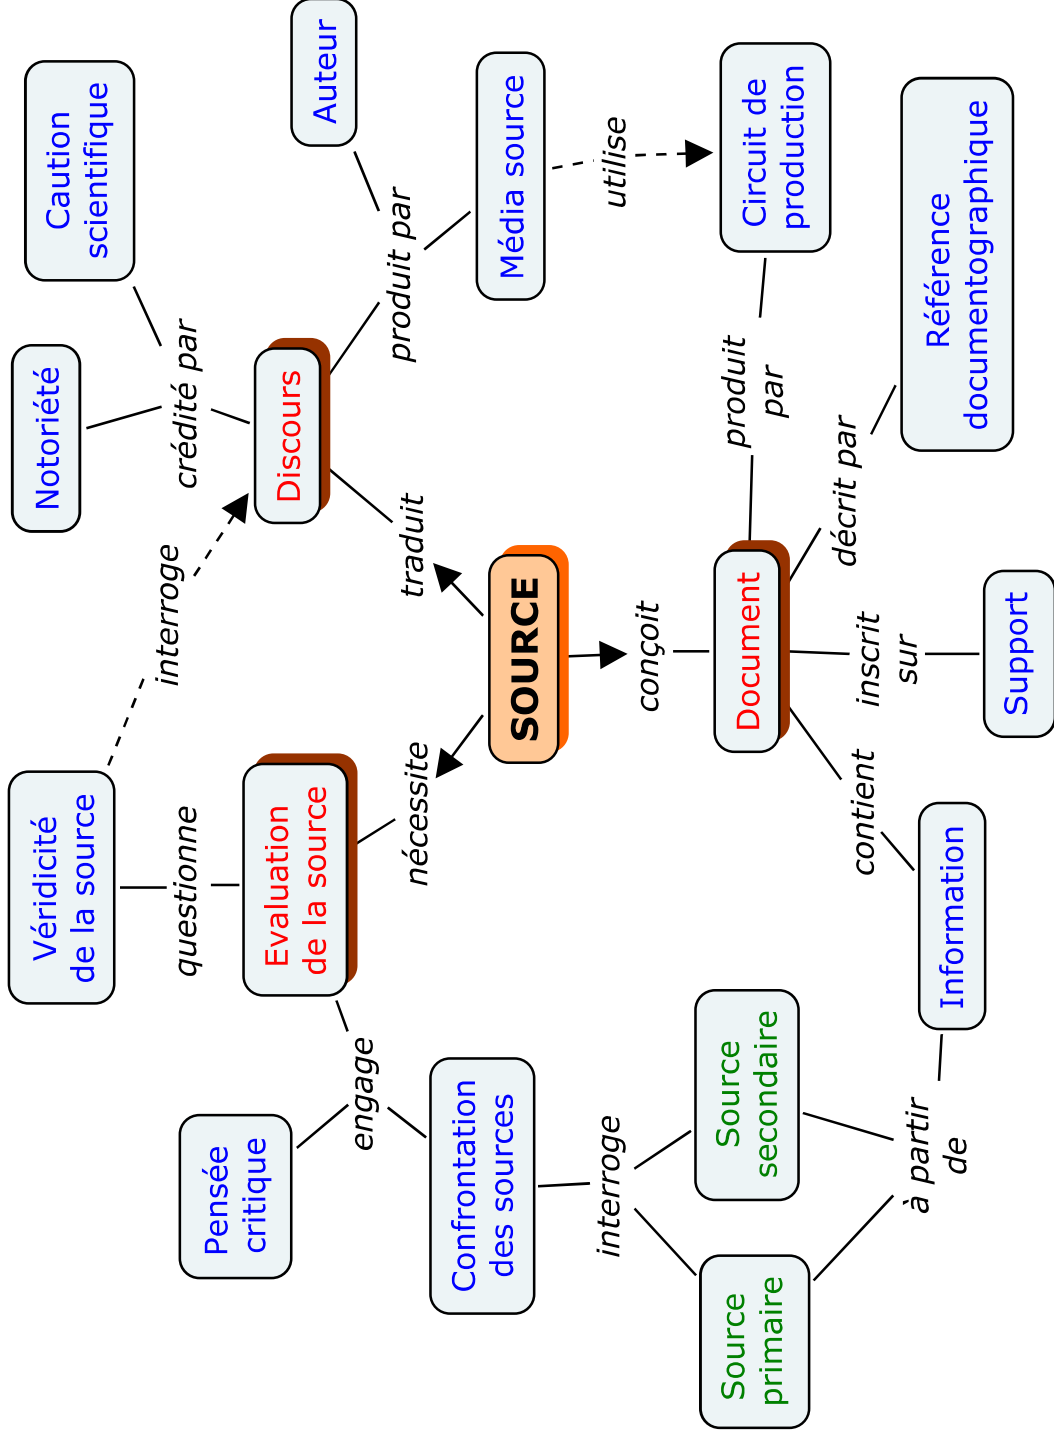 Véridicité
de la source
interroge
Notoriété
Caution
scientifique
questionne
crédité par
Pensée
critique
Evaluation
de la source
Discours
Auteur
engage
nécessite
traduit
produit par
Confrontation
des sources
SOURCE
Média source
interroge
conçoit
utilise
Source
primaire
Source
secondaire
Document
produit
par
Circuit de
production
à partir
de
contient
inscrit
sur
décrit par
Information
Support
Référence
documentographique